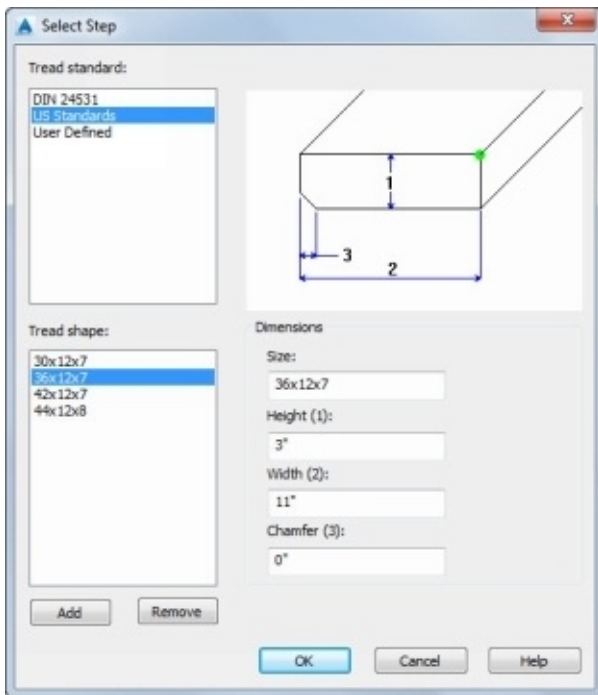 Select Step
Tread standard:
DIN 24531
US Standards
User Defined
1
3
2
Tread shape:
30x12x7
36x12x7
42x12x7
44x12x8
Add
Remove
Dimensions
Size:
36x12x7
Height (1):
3"
Width (2):
11"
Chamfer (3):
0"
OK
Cancel
Help